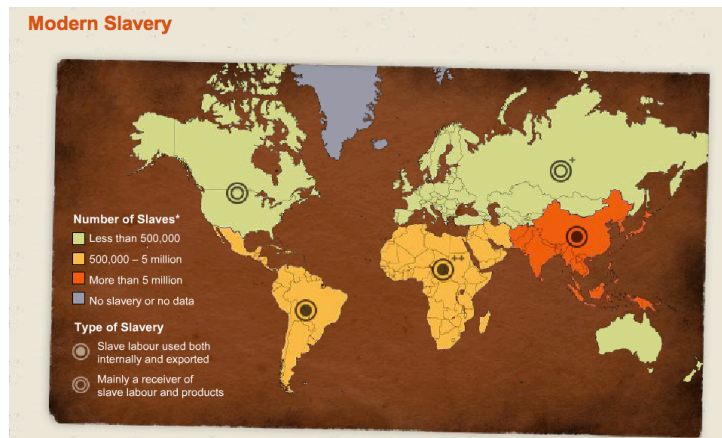 Modern Slavery
Number of Slaves*
Less than 500,000
500,000 – 5 million
More than 5 million
No slavery or no data
Type of Slavery
Slave labour used both
internally and exported
Mainly a receiver of
slave labour and products
+
++